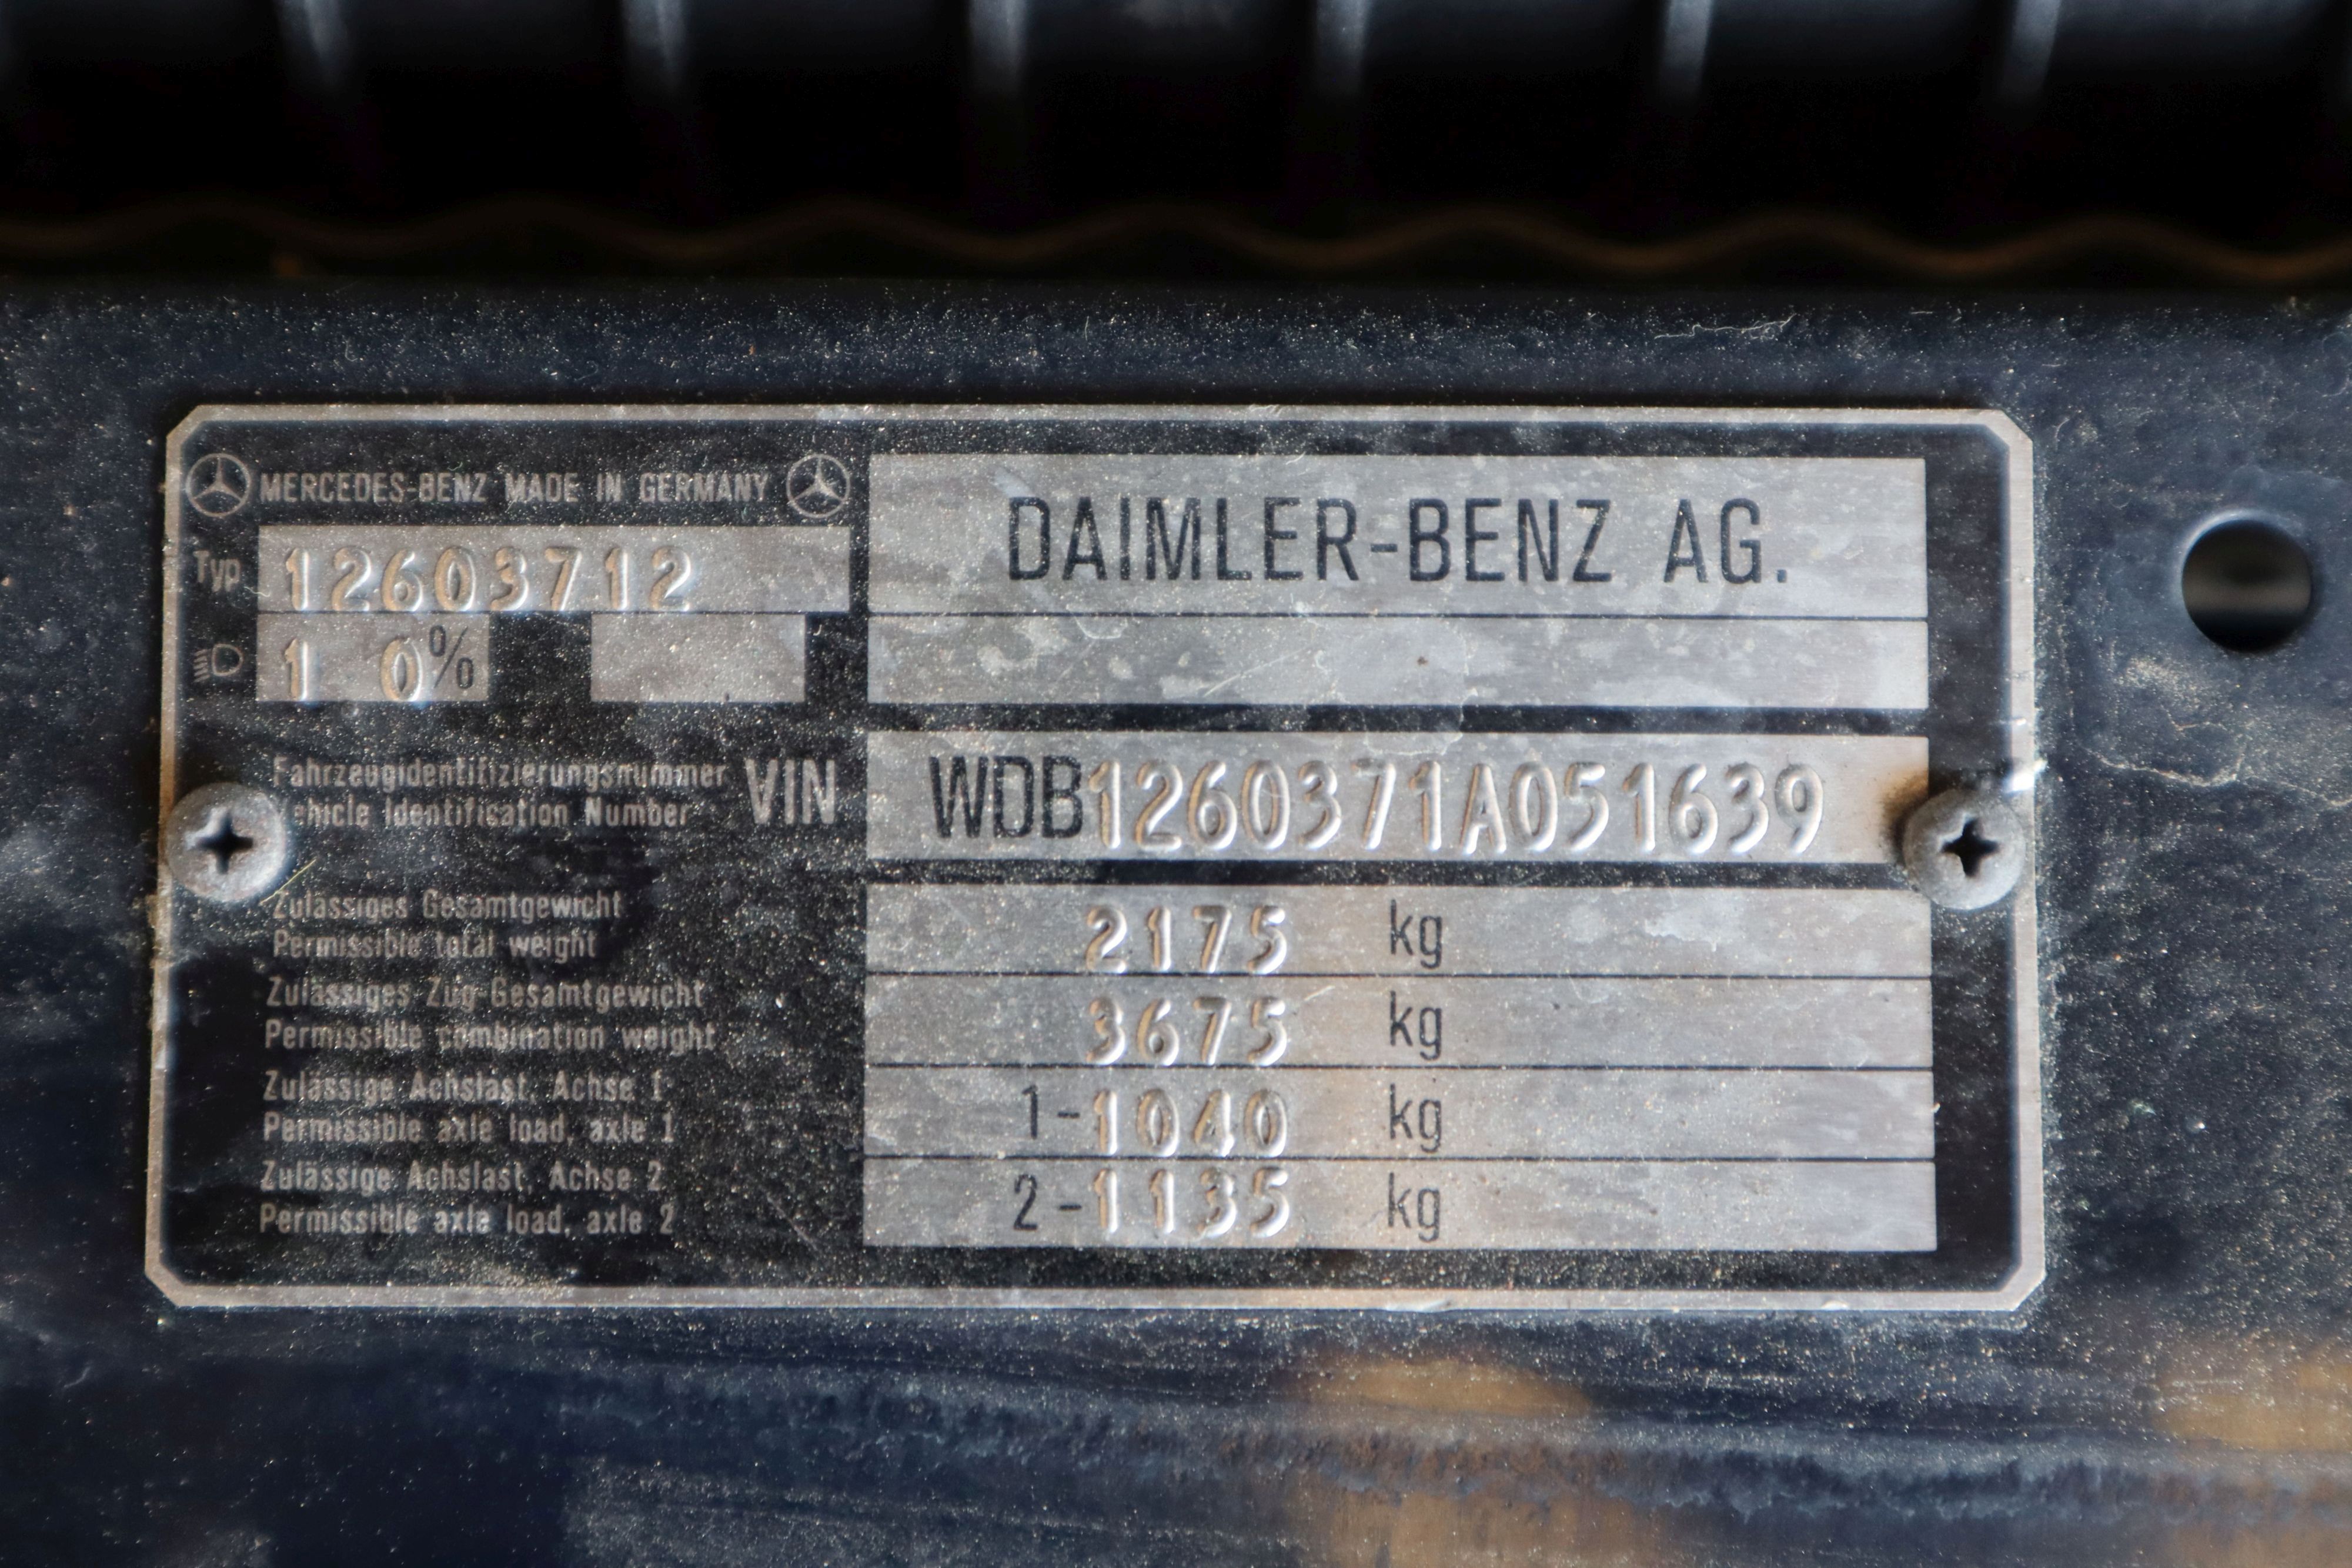 MERCEDES-BENZ MADE IN GERMANY
DAIMLER-BENZ AG.
Typ 12603712
1 0%
Fahrzeugidentifizierungsnummer
ehicle Identification Number
VIN WDB1260371A051639
Zulässiges Gesamtgewicht
Permissible total weight
2175 kg
Zulässiges Zug-Gesamtgewicht
Permissible combination weight
3675 kg
Zulässige Achslast, Achse 1
Permissible axle load, axle 1
1-1040 kg
Zulässige Achslast, Achse 2
Permissible axle load, axle 2
2-1135 kg